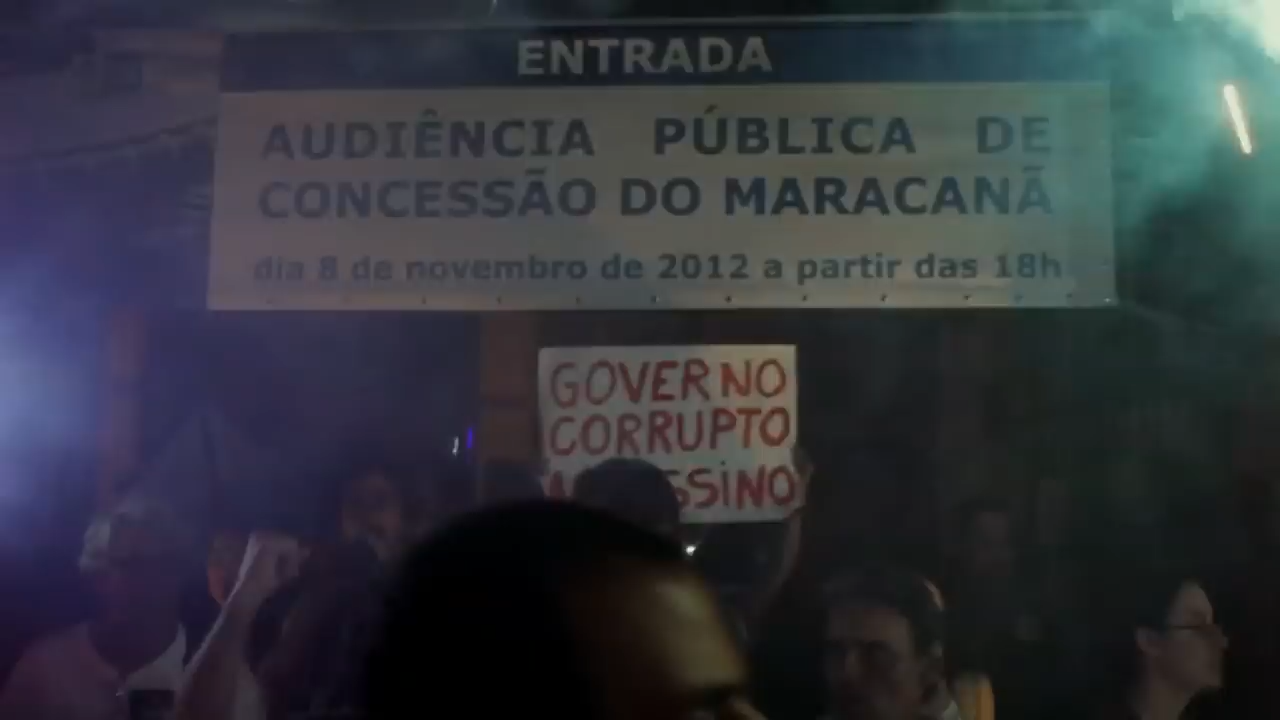 ENTRADA
AUDIÊNCIA PÚBLICA DE
CONCESSÃO DO MARACANÃ
dia 8 de novembro de 2012 a partir das 18h
GOVERNO
CORRUPTO